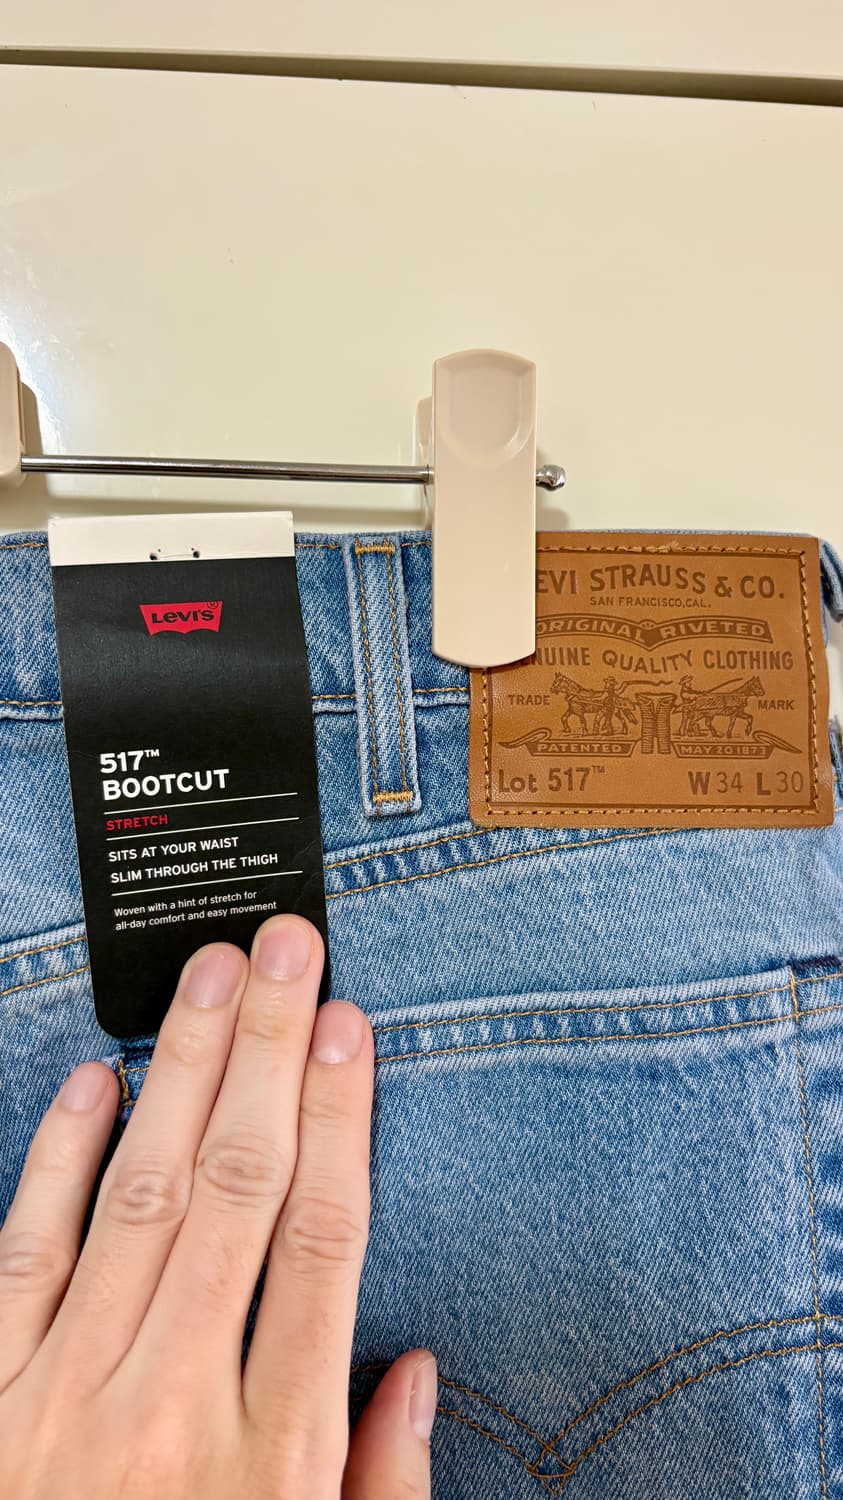 Levi's®
517™
BOOTCUT
STRETCH
SITS AT YOUR WAIST
SLIM THROUGH THE THIGH
Woven with a hint of stretch for
all-day comfort and easy movement
EVI STRAUSS & CO.
SAN FRANCISCO, CAL.
ORIGINAL RIVETED
NUINE QUALITY CLOTHING
TRADE MARK
PATENTED MAY 20 1873
Lot 517™ W 34 L 30